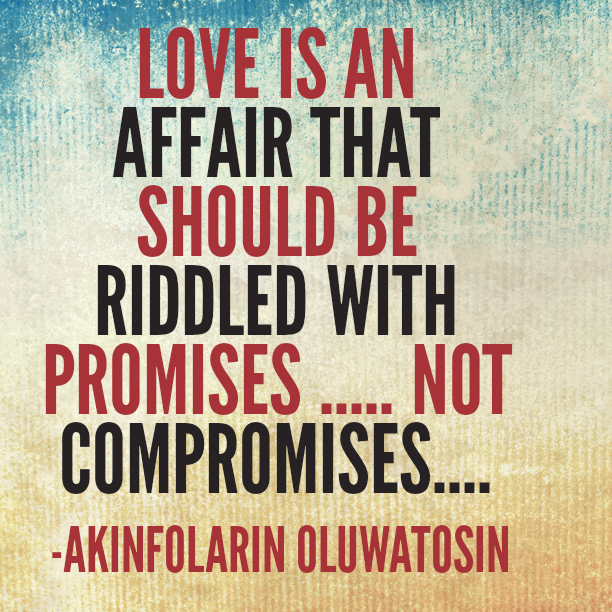 LOVE IS AN
AFFAIR THAT
SHOULD BE
RIDDLED WITH
PROMISES ..... NOT
COMPROMISES....
-AKINFOLARIN OLUWATOSIN